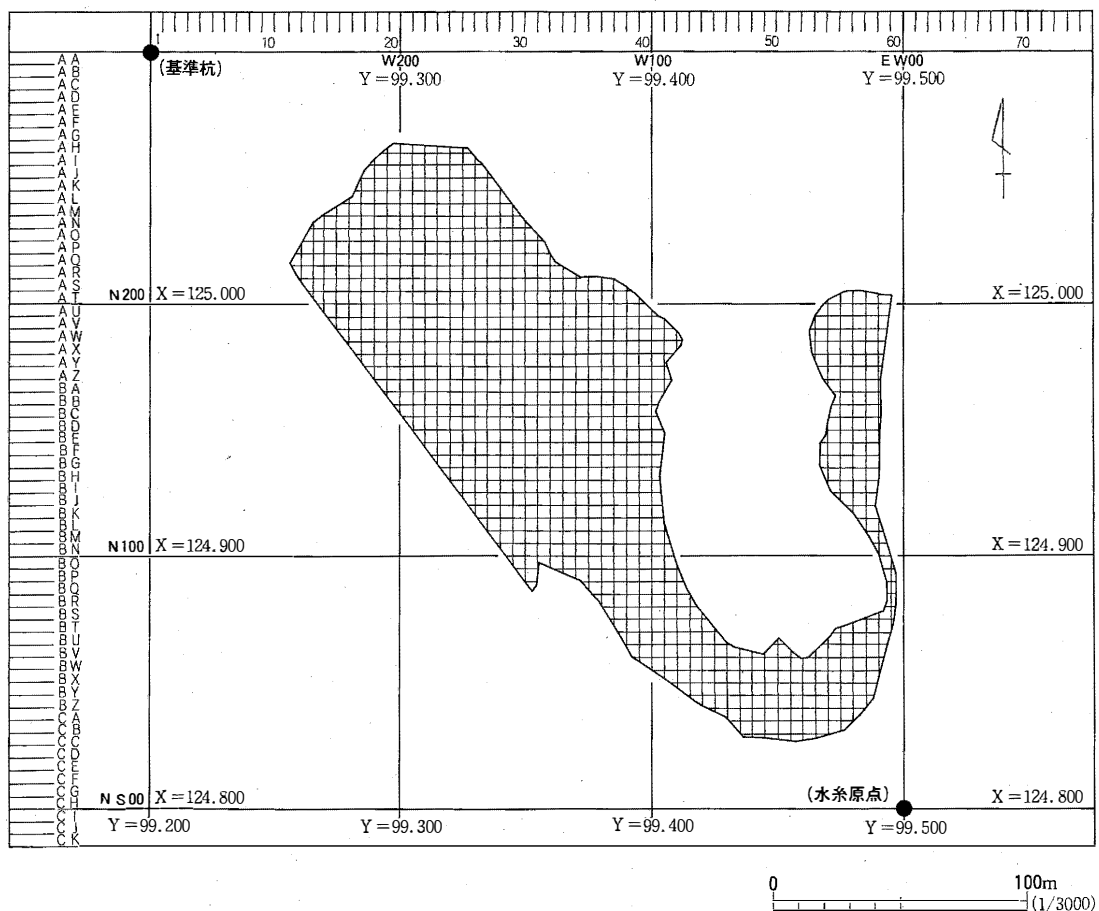 1 10 20 30 40 50 60 70
(基準杭) W200 W100 EW00
Y=99.300 Y=99.400 Y=99.500
AA
AB
AC
AD
AE
AF
AG
AH
AI
AJ
AK
AL
AM
AN
AO
AP
AQ
AR
AS
AT
N200 X=125.000 X=125.000
AU
AV
AW
AX
AY
AZ
BA
BB
BC
BD
BE
BF
BG
BH
BI
BJ
BK
BL
BM
BN
N100 X=124.900 X=124.900
BO
BP
BQ
BR
BS
BT
BU
BV
BW
BX
BY
BZ
CA
CB
CC
CD
CE
CF
CG
CH
(水糸原点)
NS00 X=124.800 X=124.800
CI
CJ
CK
Y=99.200 Y=99.300 Y=99.400 Y=99.500
0 100m
(1/3000)